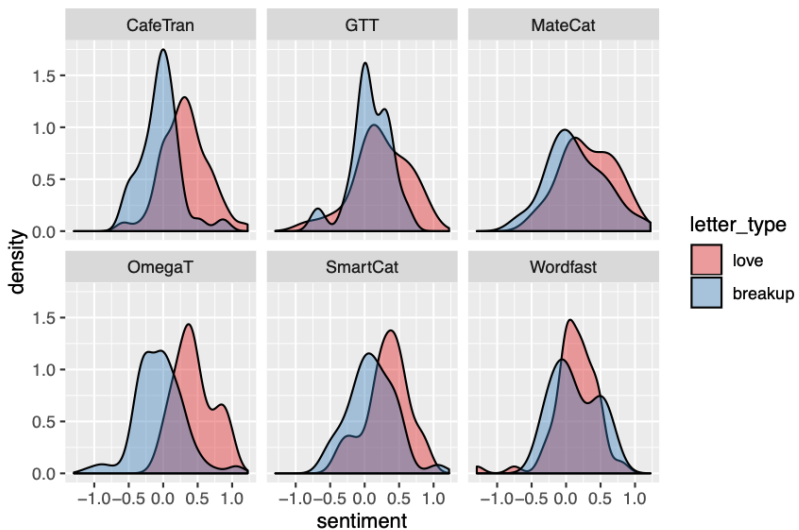 CafeTran GTT MateCat
1.5
1.0
0.5
0.0
density
OmegaT SmartCat Wordfast
1.5
1.0
0.5
0.0
−1.0 −0.5 0.0 0.5 1.0 −1.0 −0.5 0.0 0.5 1.0 −1.0 −0.5 0.0 0.5 1.0
sentiment
letter_type
love
breakup